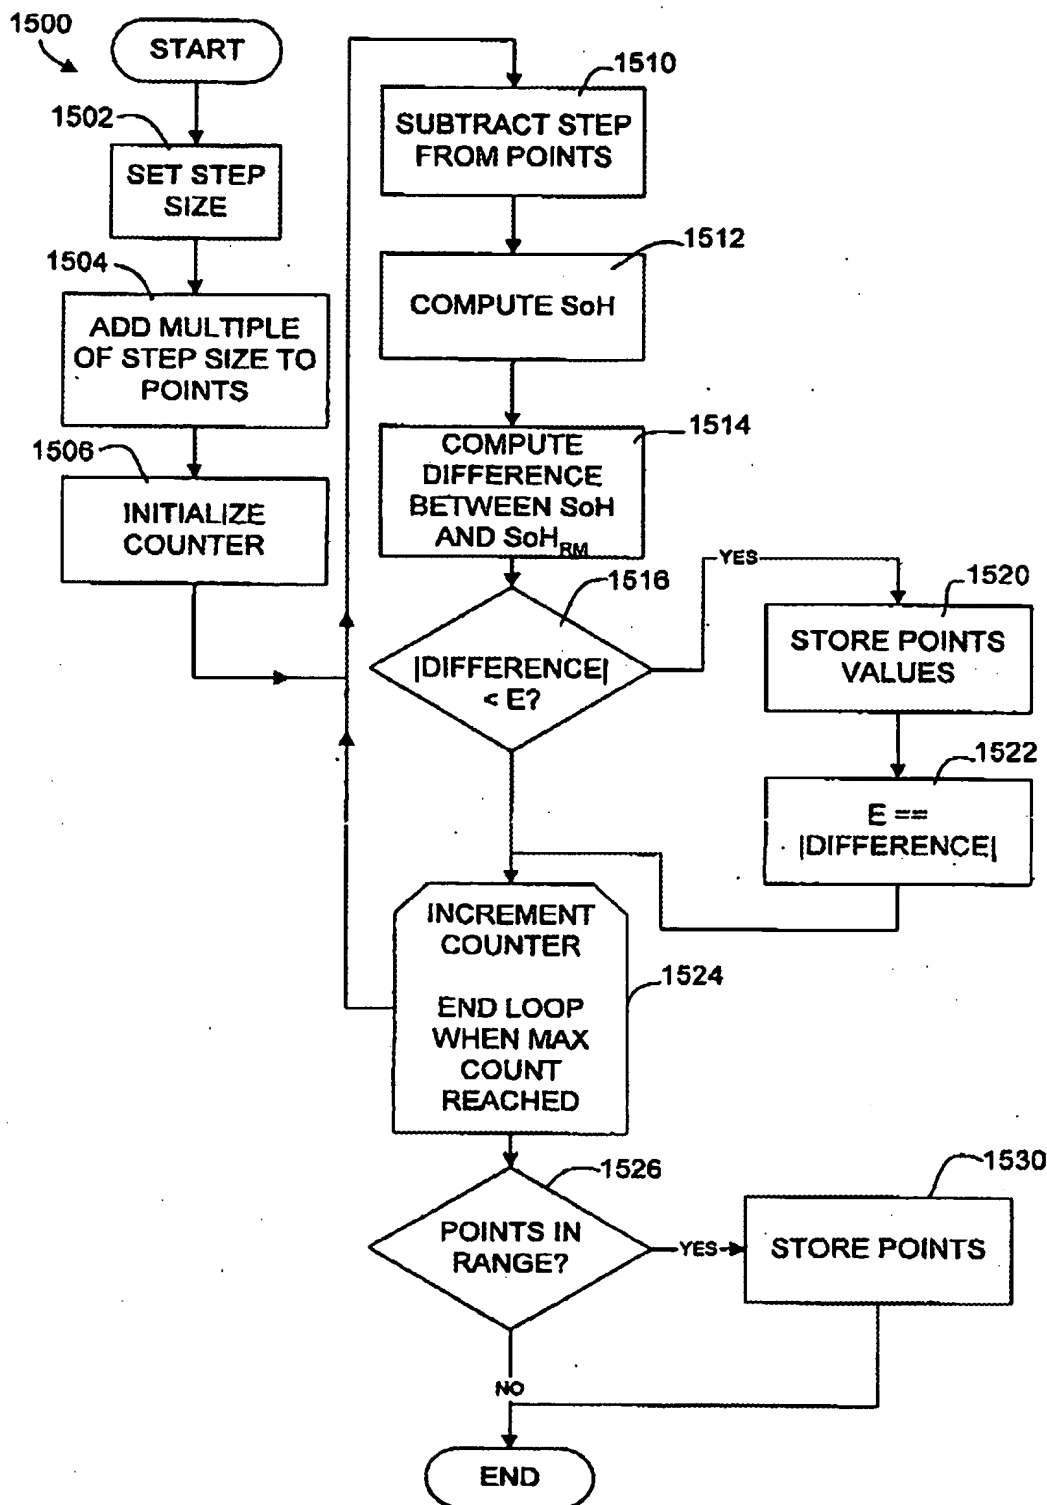 1500
START
1502
SET STEP
SIZE
1504
ADD MULTIPLE
OF STEP SIZE TO
POINTS
1506
INITIALIZE
COUNTER
1510
SUBTRACT STEP
FROM POINTS
1512
COMPUTE SoH
1514
COMPUTE
DIFFERENCE
BETWEEN SoH
AND SoHRM
1516
|DIFFERENCE|
< E?
YES
1520
STORE POINTS
VALUES
1522
E ==
|DIFFERENCE|
INCREMENT
COUNTER
END LOOP
WHEN MAX
COUNT
REACHED
1524
1526
POINTS IN
RANGE?
YES
1530
STORE POINTS
NO
END